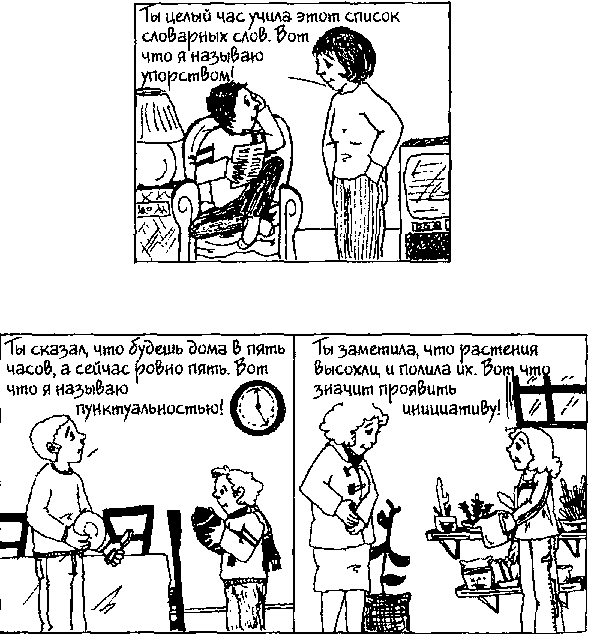 Ты целый час учила этот список
словарных слов. Вот
что я называю
упорством!
Ты сказал, что будешь дома в пять
часов, а сейчас ровно пять. Вот
что я называю
пунктуальностью!
Ты заметила, что растения
высохли, и полила их. Вот что
значит проявить
инициативу!